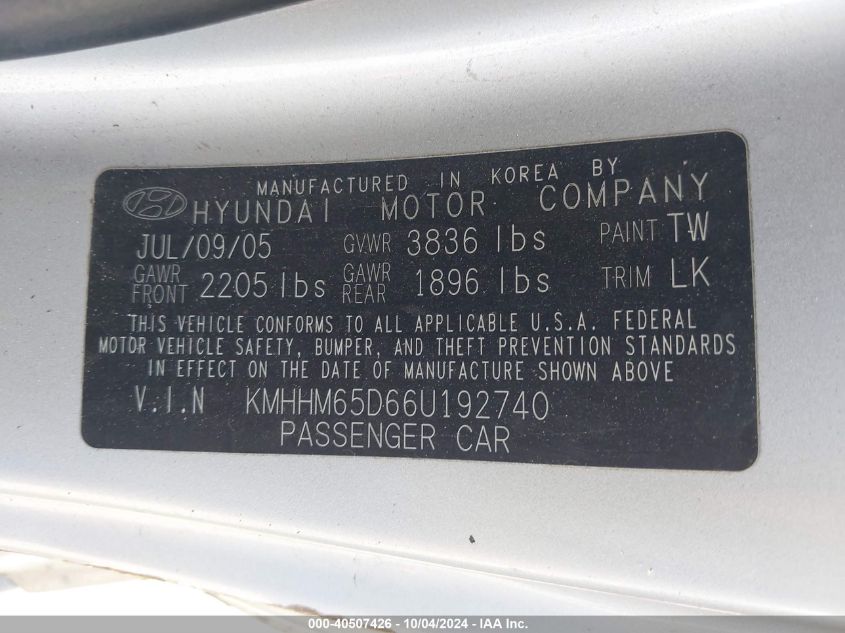 MANUFACTURED IN KOREA BY
HYUNDAI MOTOR COMPANY
JUL/09/05 GVWR 3836 lbs PAINT TW
GAWR FRONT 2205 lbs GAWR REAR 1896 lbs TRIM LK
THIS VEHICLE CONFORMS TO ALL APPLICABLE U.S.A. FEDERAL
MOTOR VEHICLE SAFETY, BUMPER, AND THEFT PREVENTION STANDARDS
IN EFFECT ON THE DATE OF MANUFACTURE SHOWN ABOVE
V.I.N KMHHM65D66U192740
PASSENGER CAR
000-40507426 - 10/04/2024 - IAA Inc.